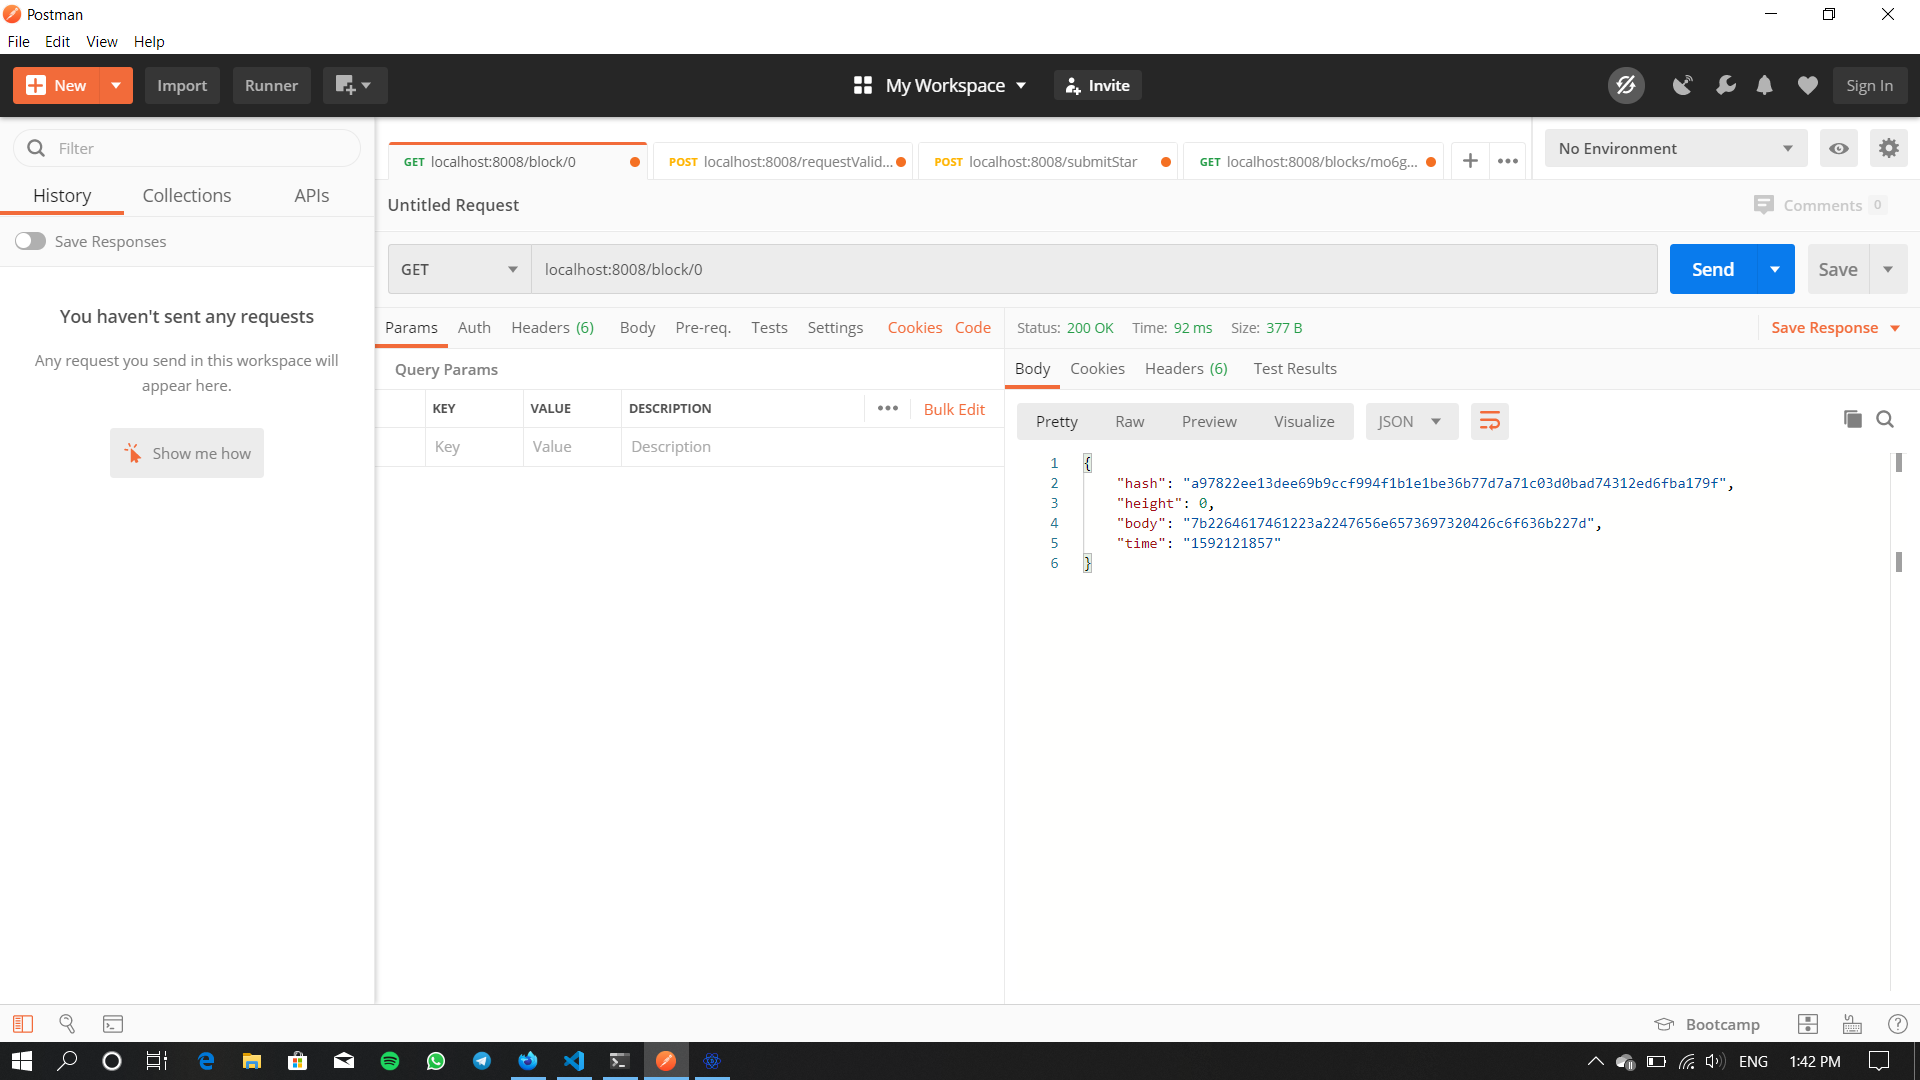 Postman
File Edit View Help
New Import Runner My Workspace Invite Sign In
Filter
History Collections APIs
Save Responses
You haven't sent any requests
Any request you send in this workspace will
appear here.
Show me how
GET localhost:8008/block/0
POST localhost:8008/requestValid...
POST localhost:8008/submitStar
GET localhost:8008/blocks/mo6g...
No Environment
Untitled Request
Comments 0
GET localhost:8008/block/0 Send Save
Params Auth Headers (6) Body Pre-req. Tests Settings Cookies Code
Query Params
KEY VALUE DESCRIPTION Bulk Edit
Key Value Description
Status: 200 OK Time: 92 ms Size: 377 B Save Response
Body Cookies Headers (6) Test Results
Pretty Raw Preview Visualize JSON
1 {
2 "hash": "a97822ee13dee69b9ccf994f1b1e1be36b77d7a71c03d0bad74312ed6fba179f",
3 "height": 0,
4 "body": "7b2264617461223a2247656e6573697320426c6f636b227d",
5 "time": "1592121857"
6 }
Bootcamp
ENG 1:42 PM